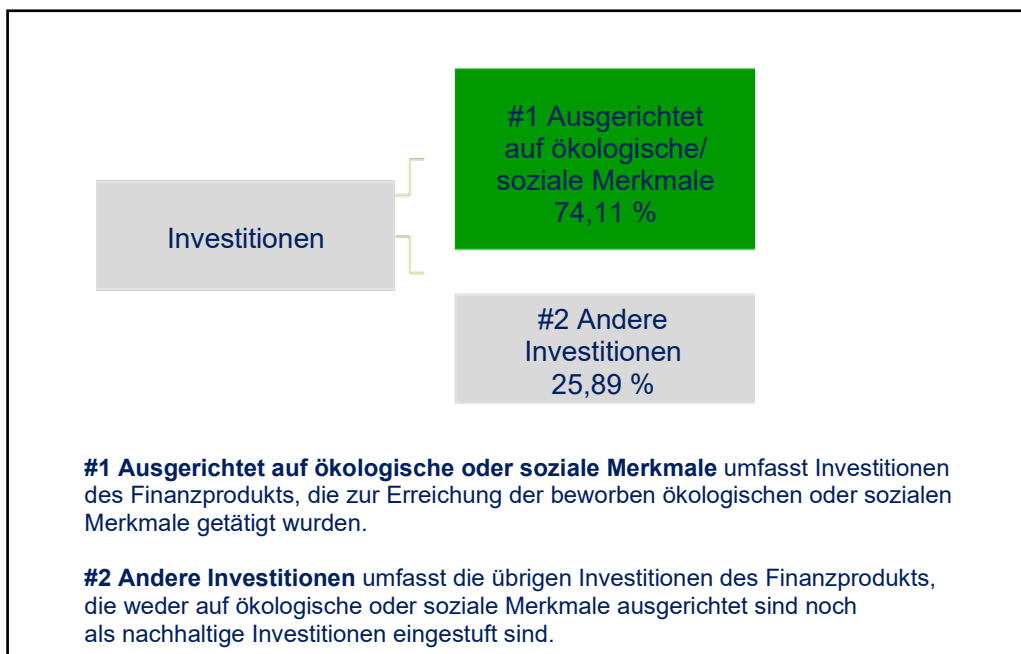 #1 Ausgerichtet
auf ökologische/
soziale Merkmale
74,11 %
Investitionen
#2 Andere
Investitionen
25,89 %
#1 Ausgerichtet auf ökologische oder soziale Merkmale umfasst Investitionen
des Finanzprodukts, die zur Erreichung der beworben ökologischen oder sozialen
Merkmale getätigt wurden.
#2 Andere Investitionen umfasst die übrigen Investitionen des Finanzprodukts,
die weder auf ökologische oder soziale Merkmale ausgerichtet sind noch
als nachhaltige Investitionen eingestuft sind.